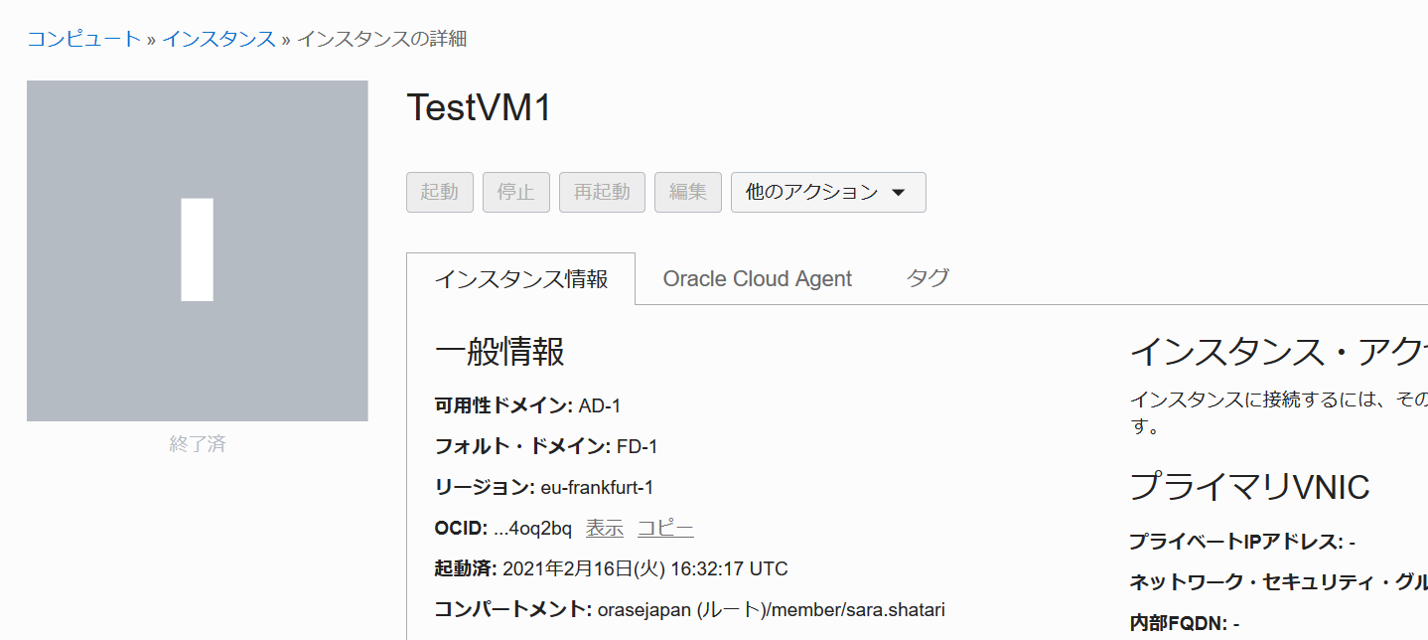 コンピュート » インスタンス » インスタンスの詳細
I
終了済
TestVM1
起動 停止 再起動 編集 他のアクション
インスタンス情報 Oracle Cloud Agent タグ
一般情報
可用性ドメイン: AD-1
フォルト・ドメイン: FD-1
リージョン: eu-frankfurt-1
OCID: ...4oq2bq 表示 コピー
起動済: 2021年2月16日(火) 16:32:17 UTC
コンパートメント: orasejapan (ルート)/member/sara.shatari
インスタンス・アク
インスタンスに接続するには、その
す。
プライマリVNIC
プライベートIPアドレス: -
ネットワーク・セキュリティ・グル
内部FQDN: -